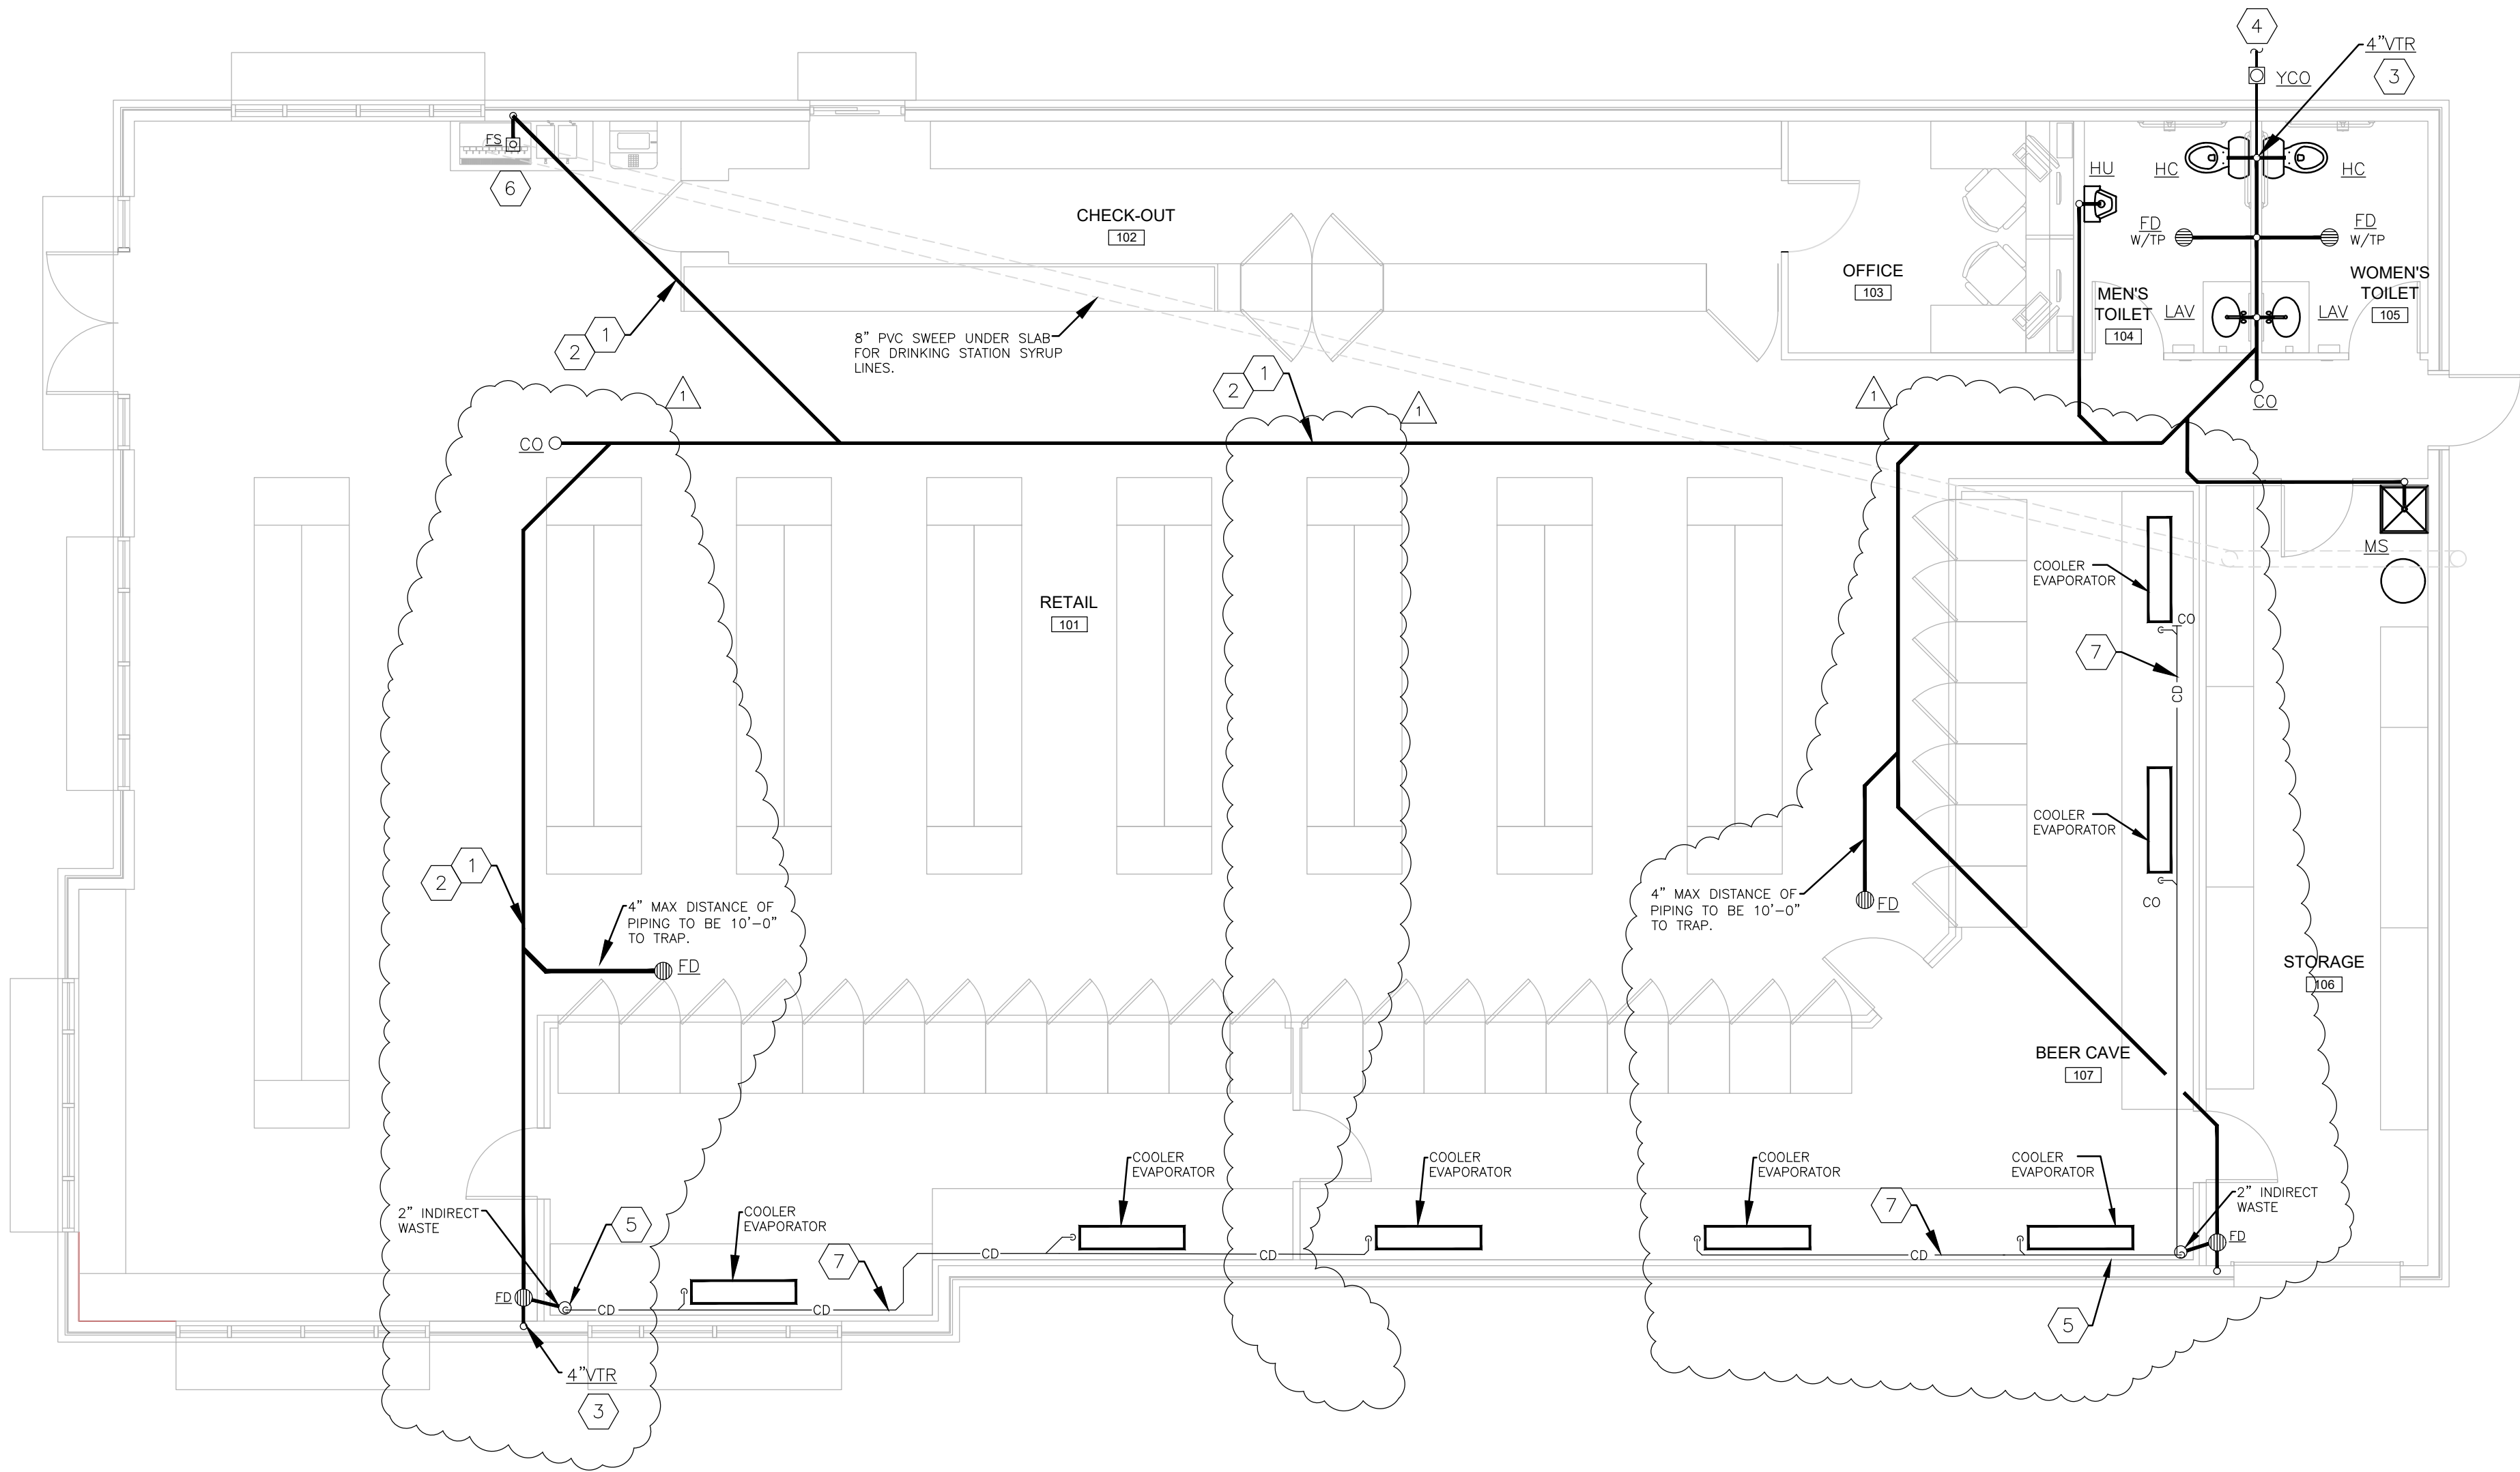 4
4"VTR
YCO
3
FS
6
HU
HC
HC
CHECK-OUT
102
FD
W/TP
FD
W/TP
OFFICE
103
WOMEN'S
TOILET
105
MEN'S
TOILET
104
LAV
LAV
1
2
8" PVC SWEEP UNDER SLAB
FOR DRINKING STATION SYRUP
LINES.
1
2
1
1
1
CO
CO
MS
COOLER
EVAPORATOR
RETAIL
101
CO
7
CD
COOLER
EVAPORATOR
1
2
4" MAX DISTANCE OF
PIPING TO BE 10'-0"
TO TRAP.
FD
4" MAX DISTANCE OF
PIPING TO BE 10'-0"
TO TRAP.
FD
CO
STORAGE
106
BEER CAVE
107
COOLER
EVAPORATOR
COOLER
EVAPORATOR
COOLER
EVAPORATOR
COOLER
EVAPORATOR
2" INDIRECT
WASTE
5
COOLER
EVAPORATOR
7
7
2" INDIRECT
WASTE
FD
CD
CD
CD
FD
CD
CD
5
4"VTR
3